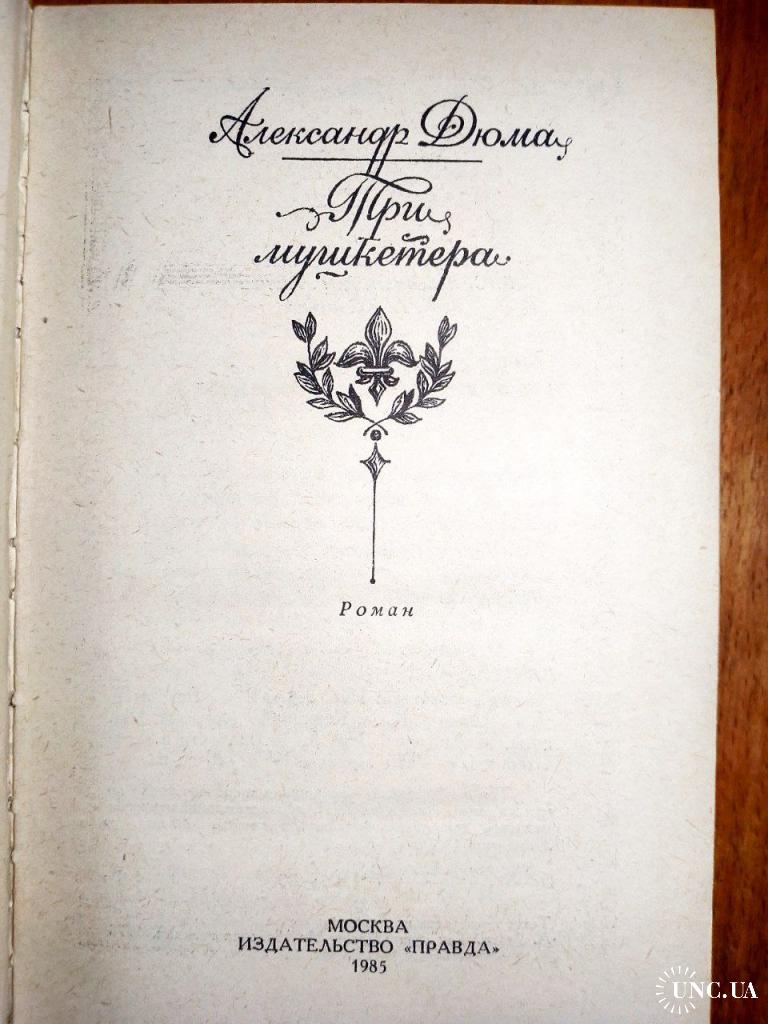 Александр Дюма
Три
мушкетера
Роман
МОСКВА
ИЗДАТЕЛЬСТВО «ПРАВДА»
1985
UNC.UA